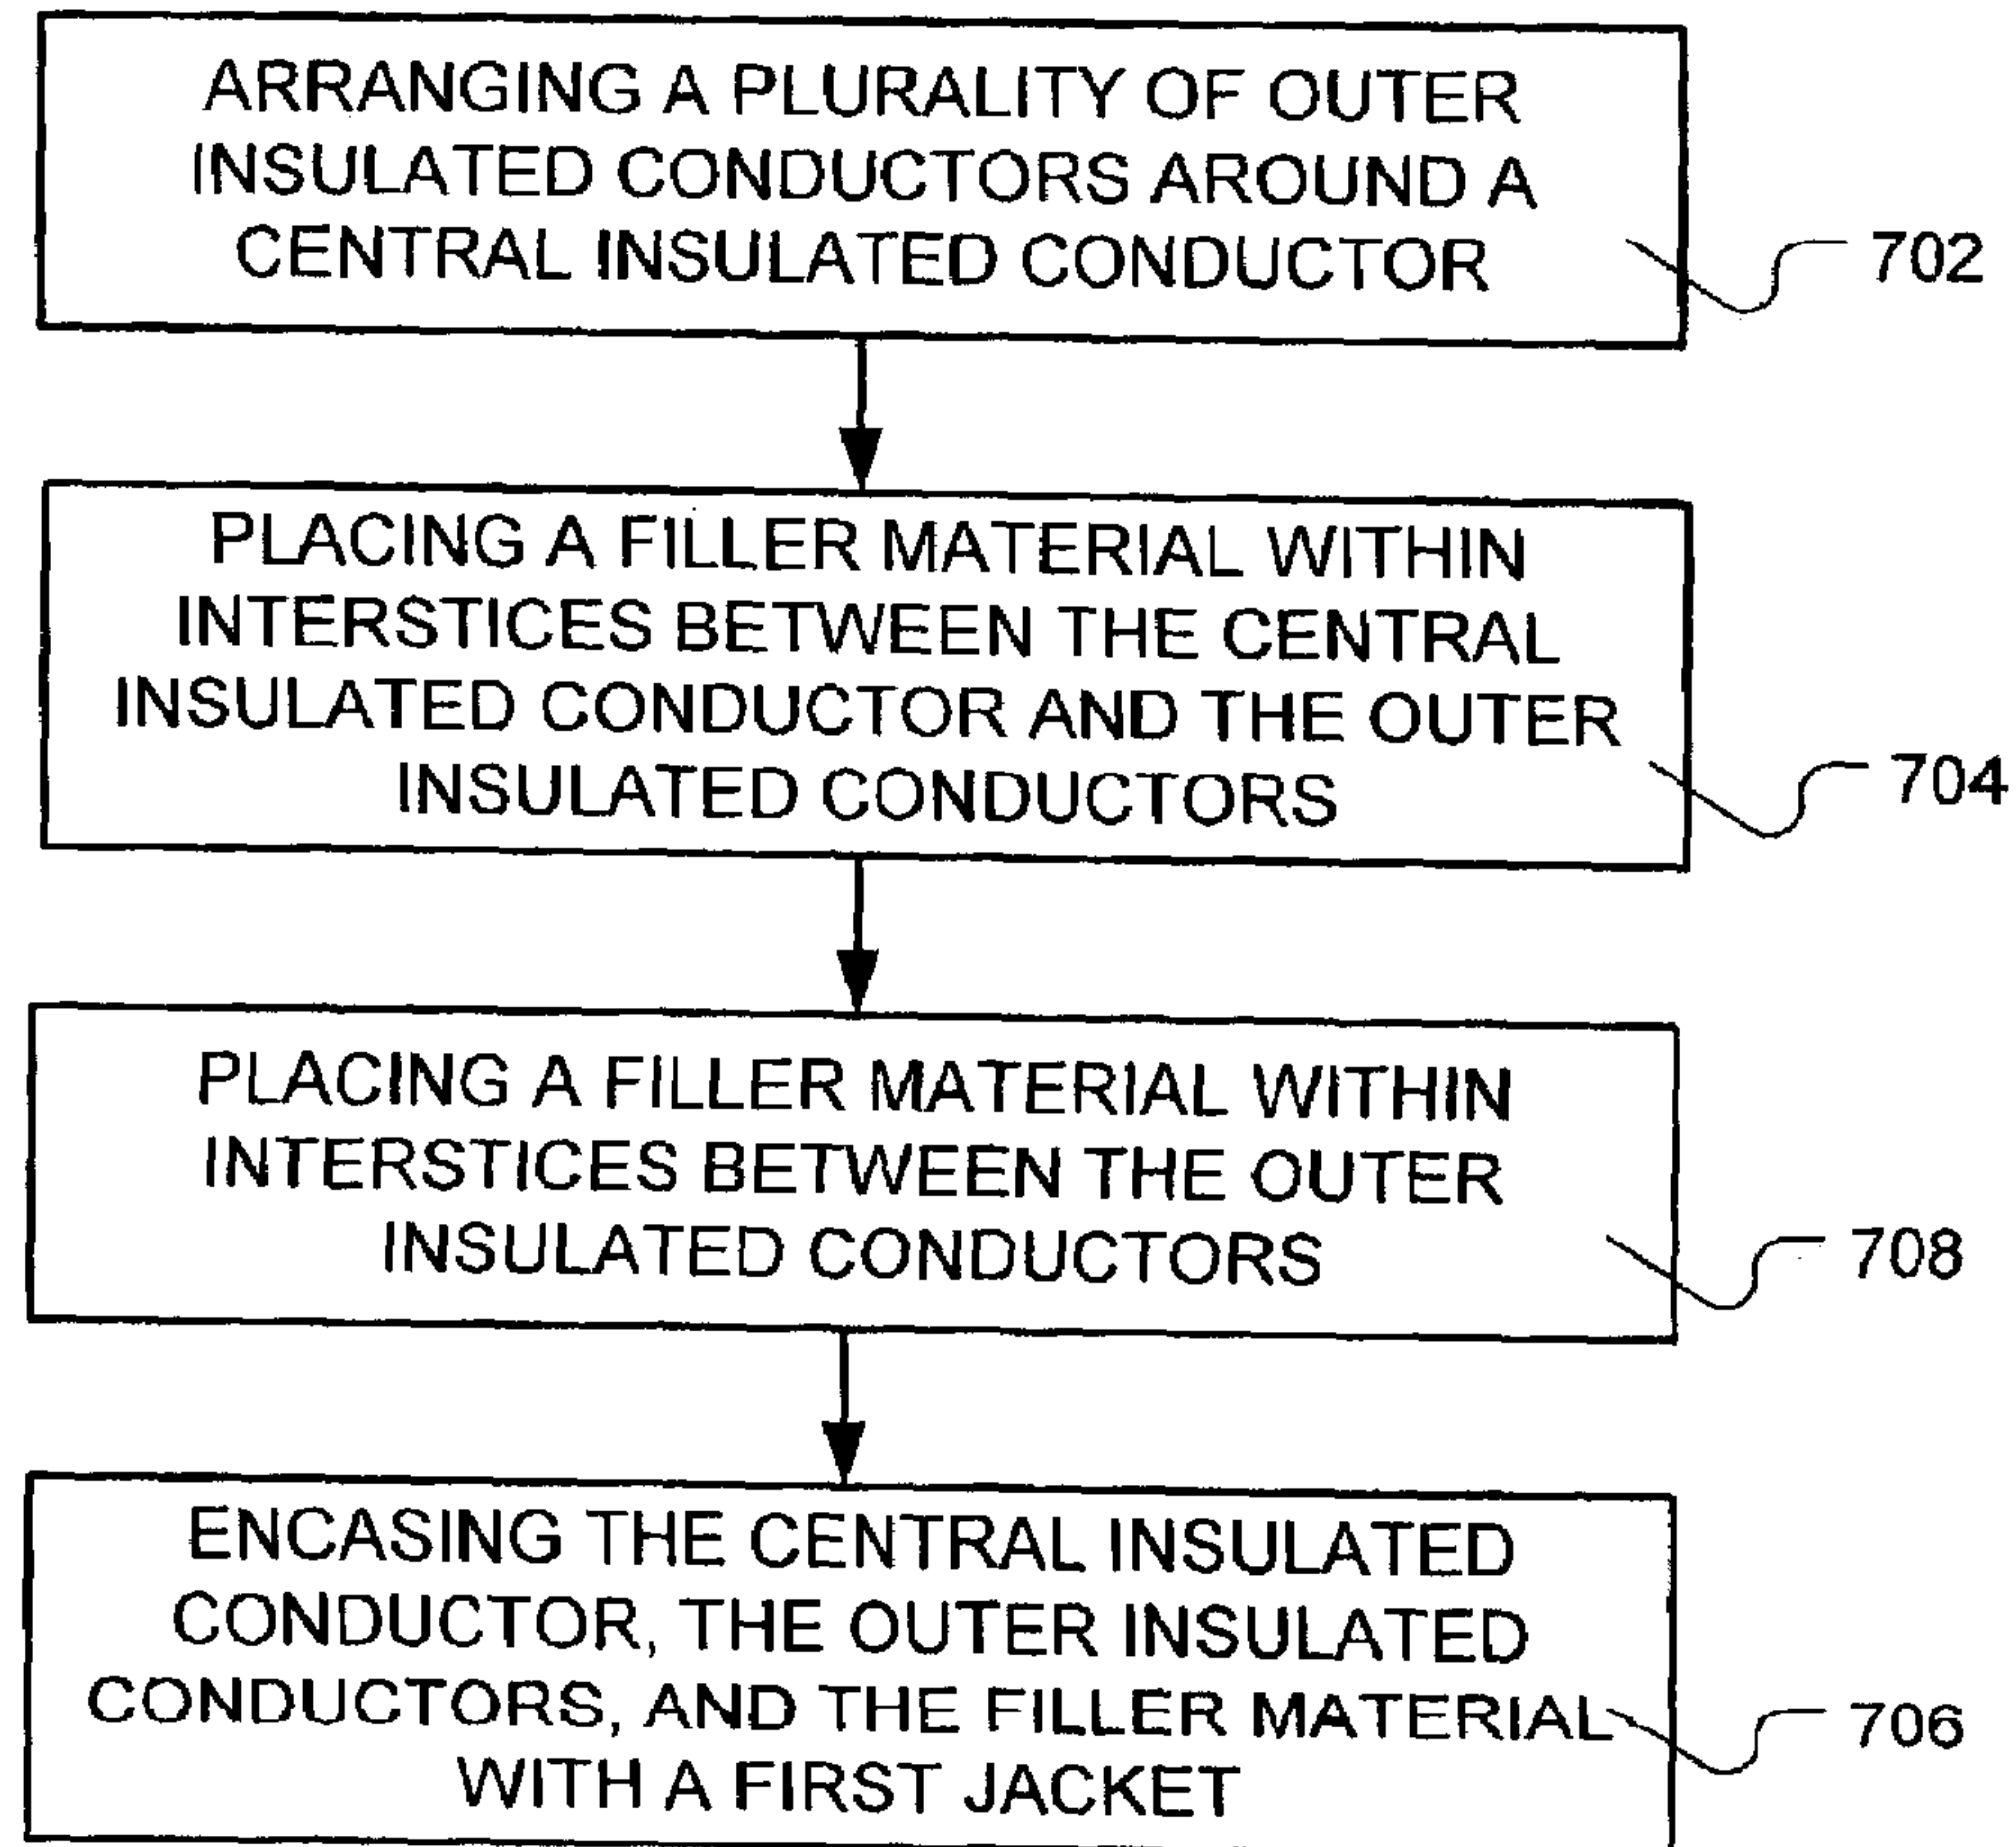 ARRANGING A PLURALITY OF OUTER
INSULATED CONDUCTORS AROUND A
CENTRAL INSULATED CONDUCTOR
702
PLACING A FILLER MATERIAL WITHIN
INTERSTICES BETWEEN THE CENTRAL
INSULATED CONDUCTOR AND THE OUTER
INSULATED CONDUCTORS
704
PLACING A FILLER MATERIAL WITHIN
INTERSTICES BETWEEN THE OUTER
INSULATED CONDUCTORS
708
ENCASING THE CENTRAL INSULATED
CONDUCTOR, THE OUTER INSULATED
CONDUCTORS, AND THE FILLER MATERIAL
WITH A FIRST JACKET
706